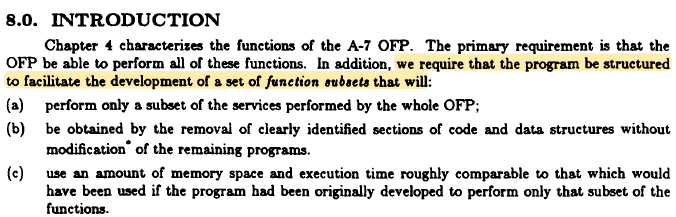 8.0. INTRODUCTION
Chapter 4 characterizes the functions of the A-7 OFP. The primary requirement is that the
OFP be able to perform all of these functions. In addition, we require that the program be structured
to facilitate the development of a set of function subsets that will:
(a) perform only a subset of the services performed by the whole OFP;
(b) be obtained by the removal of clearly identified sections of code and data structures without
modification* of the remaining programs.
(c) use an amount of memory space and execution time roughly comparable to that which would
have been used if the program had been originally developed to perform only that subset of the
functions.